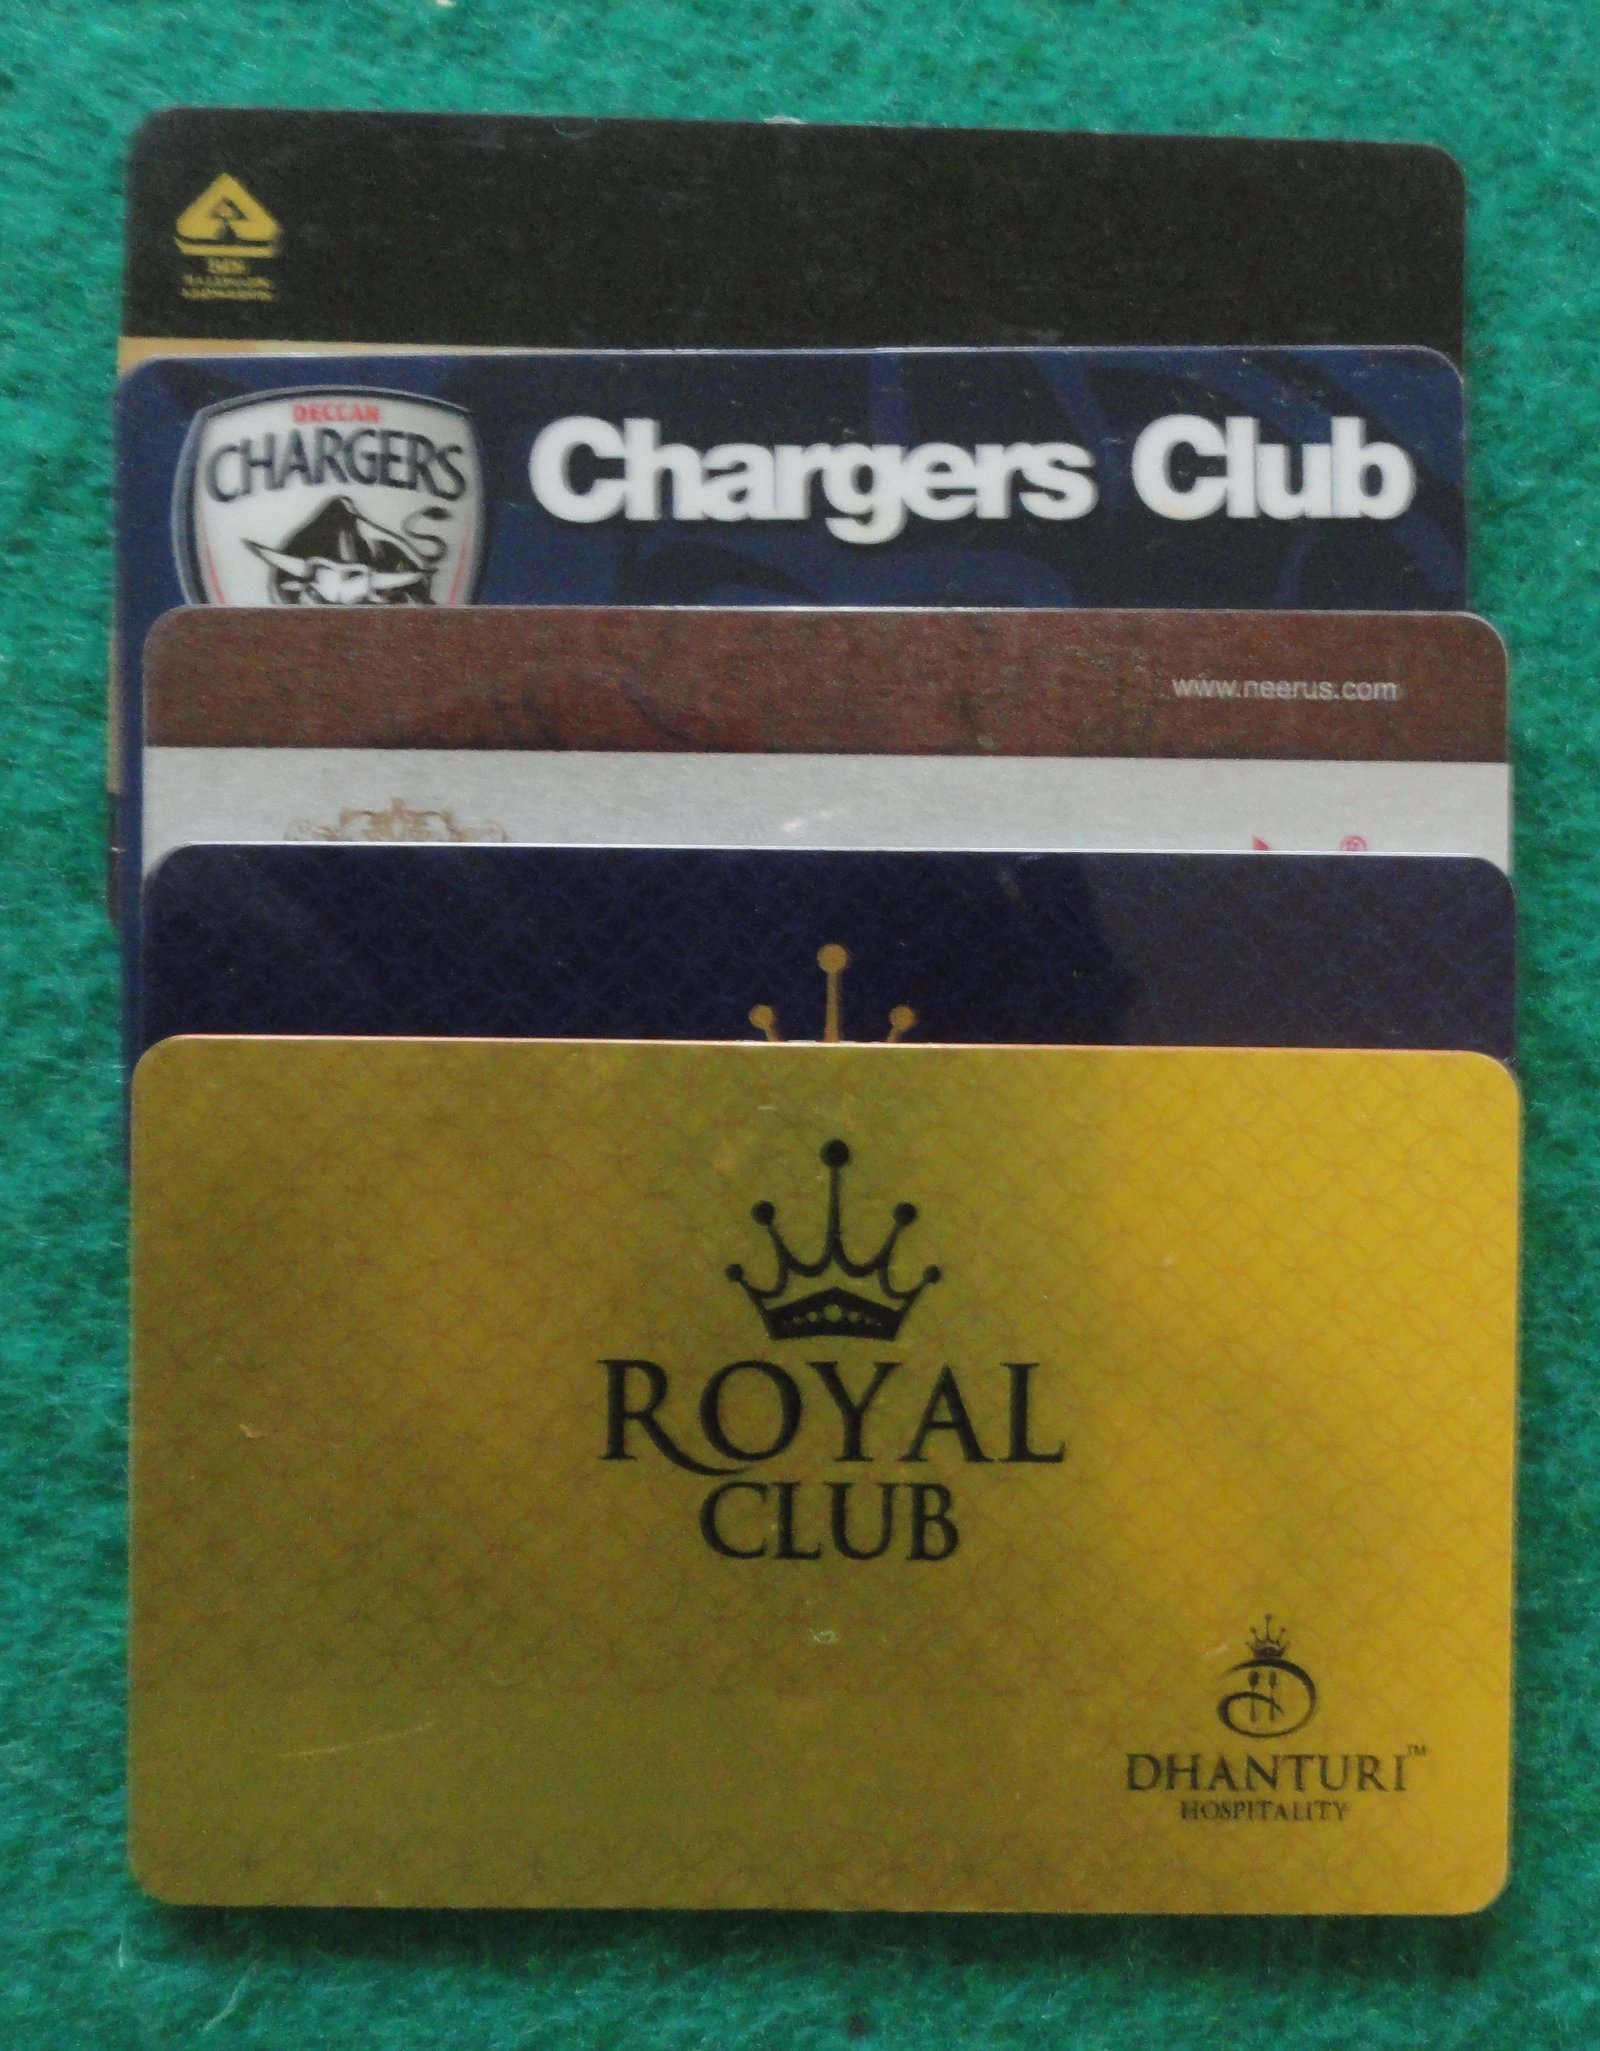 DECCAN
CHARGERS
Chargers Club
www.neerus.com
®
ROYAL
CLUB
DHANTURI™
HOSPITALITY